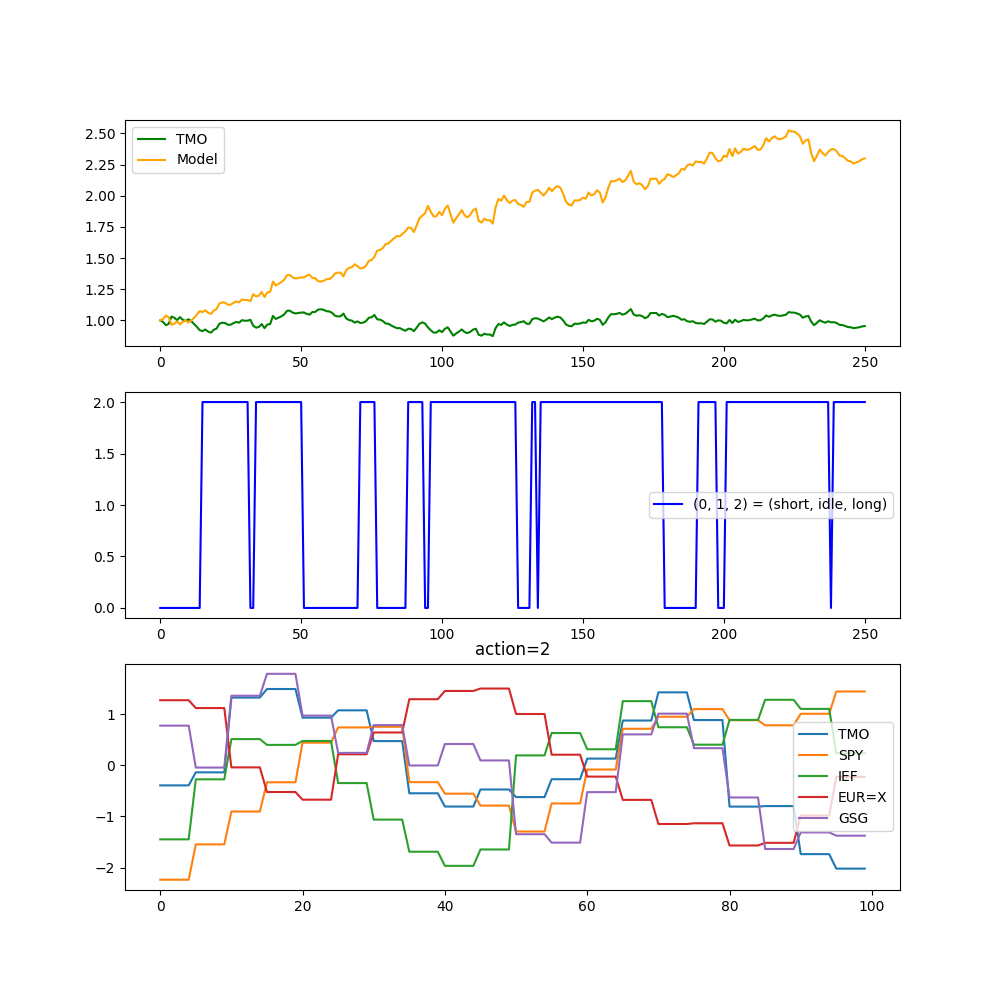 2.50
2.25
2.00
1.75
1.50
1.25
1.00
TMO
Model
0 50 100 150 200 250
2.0
1.5
1.0
0.5
0.0
(0, 1, 2) = (short, idle, long)
0 50 100 150 200 250
action=2
1
0
−1
−2
TMO
SPY
IEF
EUR=X
GSG
0 20 40 60 80 100